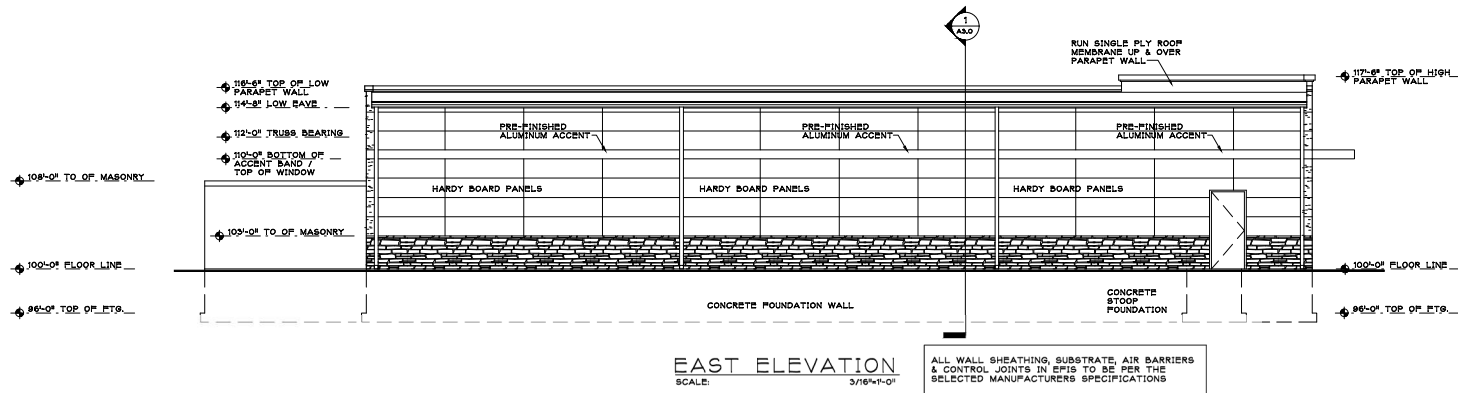 1
A3.0
RUN SINGLE PLY ROOF
MEMBRANE UP & OVER
PARAPET WALL
116'-6" TOP OF LOW
PARAPET WALL
117'-6" TOP OF HIGH
PARAPET WALL
114'-8" LOW EAVE
112'-0" TRUSS BEARING
PRE-FINISHED
ALUMINUM ACCENT
PRE-FINISHED
ALUMINUM ACCENT
PRE-FINISHED
ALUMINUM ACCENT
110'-0" BOTTOM OF
ACCENT BAND /
TOP OF WINDOW
108'-0" TO OF MASONRY
HARDY BOARD PANELS
HARDY BOARD PANELS
HARDY BOARD PANELS
103'-0" TO OF MASONRY
100'-0" FLOOR LINE
100'-0" FLOOR LINE
96'-0" TOP OF FTG.
CONCRETE FOUNDATION WALL
CONCRETE
STOOP
FOUNDATION
96'-0" TOP OF FTG.
EAST ELEVATION
SCALE: 3/16"=1'-0"
ALL WALL SHEATHING, SUBSTRATE, AIR BARRIERS
& CONTROL JOINTS IN EFIS TO BE PER THE
SELECTED MANUFACTURERS SPECIFICATIONS